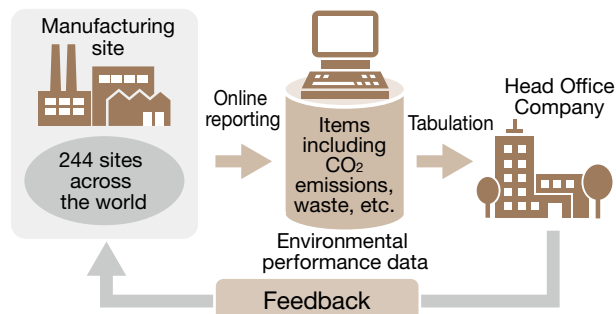 Manufacturing
site
244 sites
across
the world
Online
reporting
Items
including
CO2
emissions,
waste, etc.
Environmental
performance data
Tabulation
Head Office
Company
Feedback